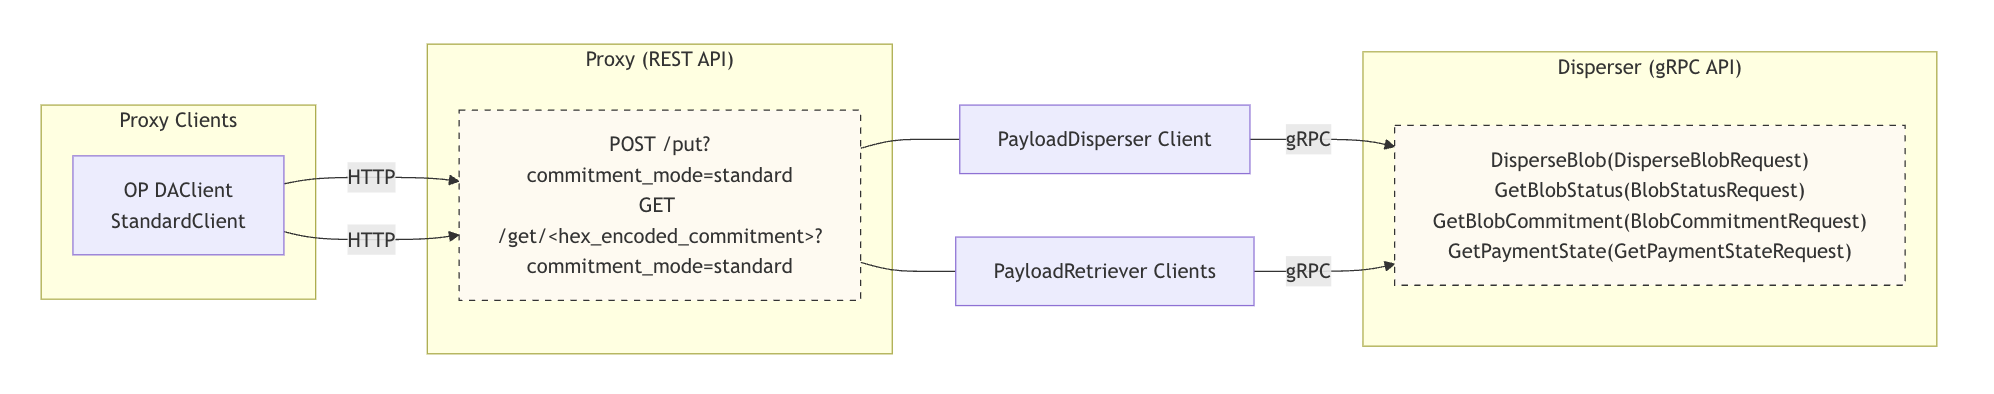 Proxy Clients
OP DAClient
StandardClient
HTTP
HTTP
Proxy (REST API)
POST /put?
commitment_mode=standard
GET
/get/<hex_encoded_commitment>?
commitment_mode=standard
PayloadDisperser Client
PayloadRetriever Clients
gRPC
gRPC
Disperser (gRPC API)
DisperseBlob(DisperseBlobRequest)
GetBlobStatus(BlobStatusRequest)
GetBlobCommitment(BlobCommitmentRequest)
GetPaymentState(GetPaymentStateRequest)